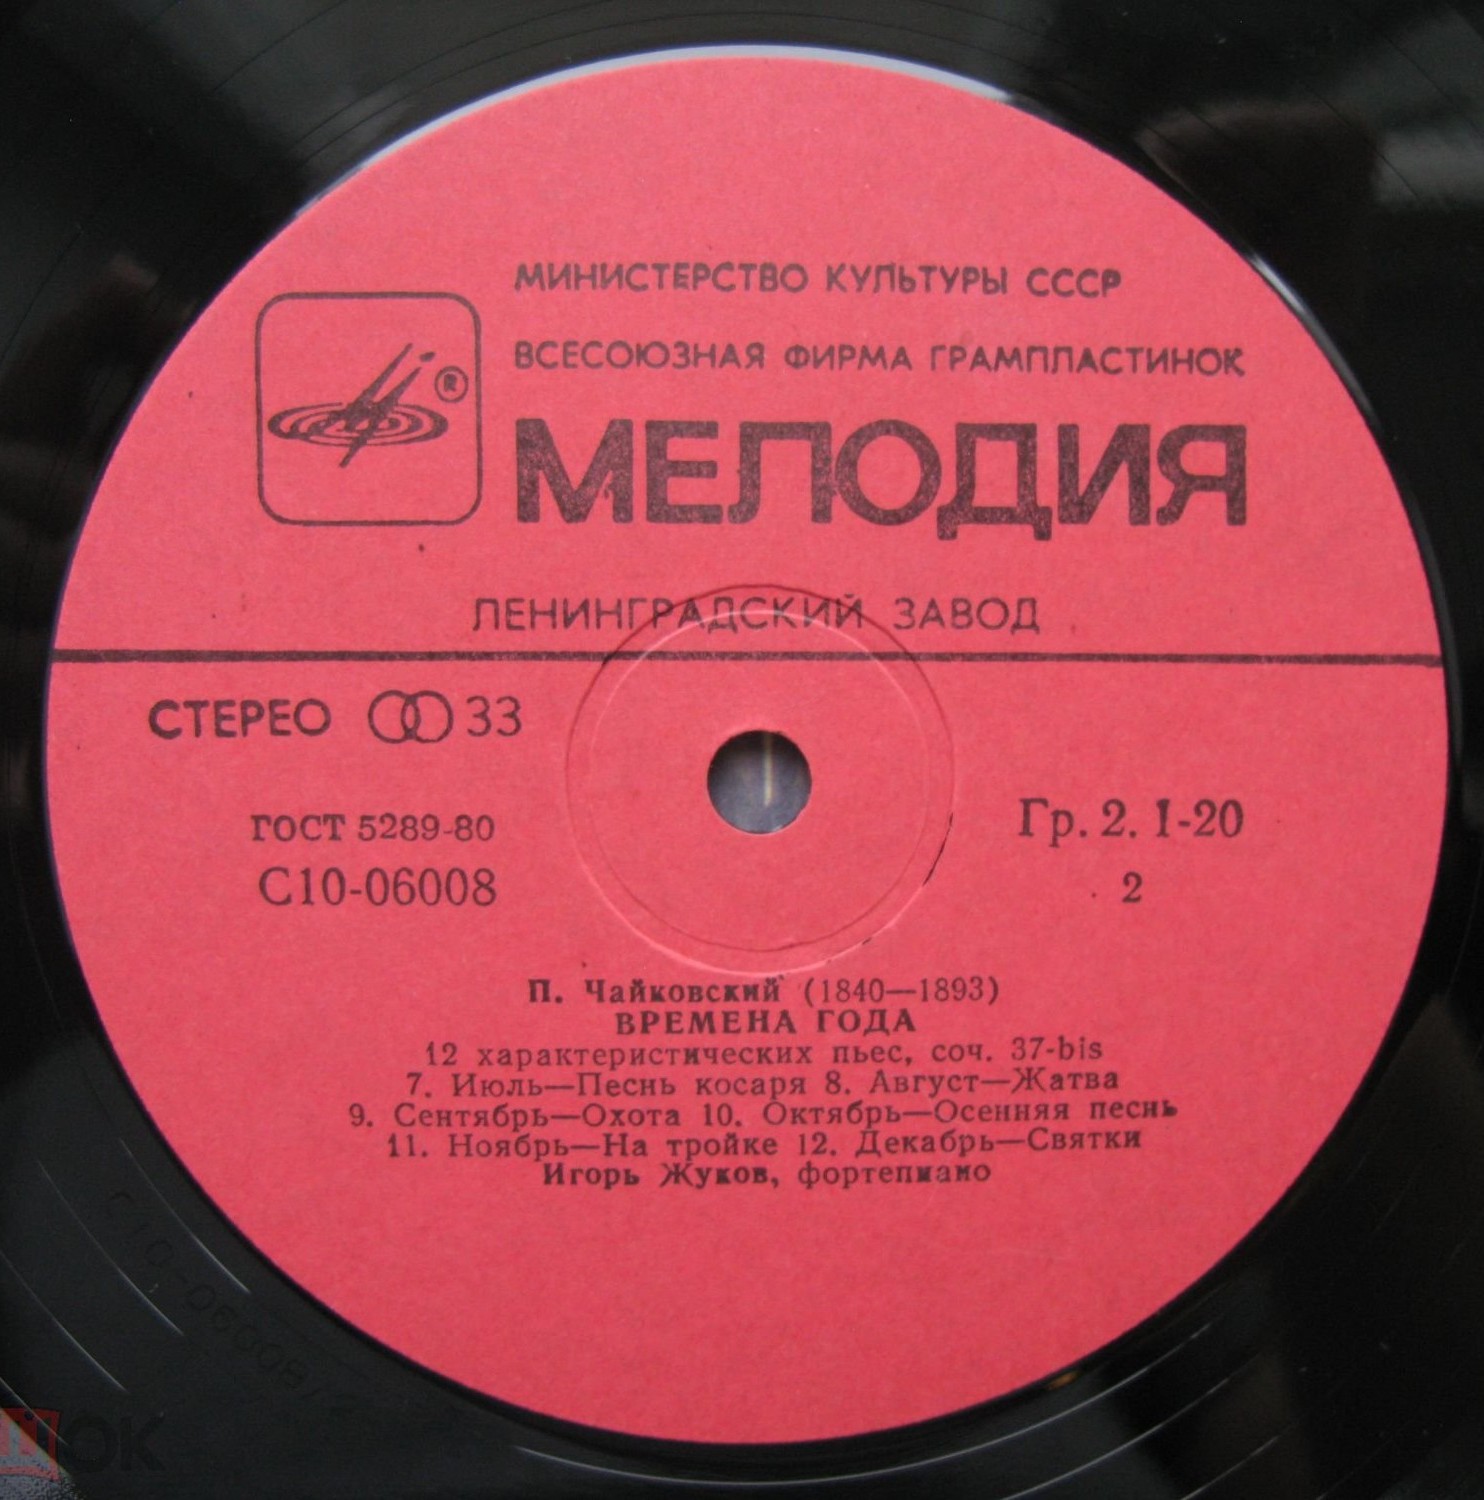 МИНИСТЕРСТВО КУЛЬТУРЫ СССР
ВСЕСОЮЗНАЯ ФИРМА ГРАМПЛАСТИНОК
®
МЕЛОДИЯ
ЛЕНИНГРАДСКИЙ ЗАВОД
СТЕРЕО 33
ГОСТ 5289-80
Гр. 2. 1-20
С10-06008
2
П. Чайковский (1840—1893)
ВРЕМЕНА ГОДА
12 характеристических пьес, соч. 37-bis
7. Июль—Песнь косаря 8. Август—Жатва
9. Сентябрь—Охота 10. Октябрь—Осенняя песнь
11. Ноябрь—На тройке 12. Декабрь—Святки
Игорь Жуков, фортепиано